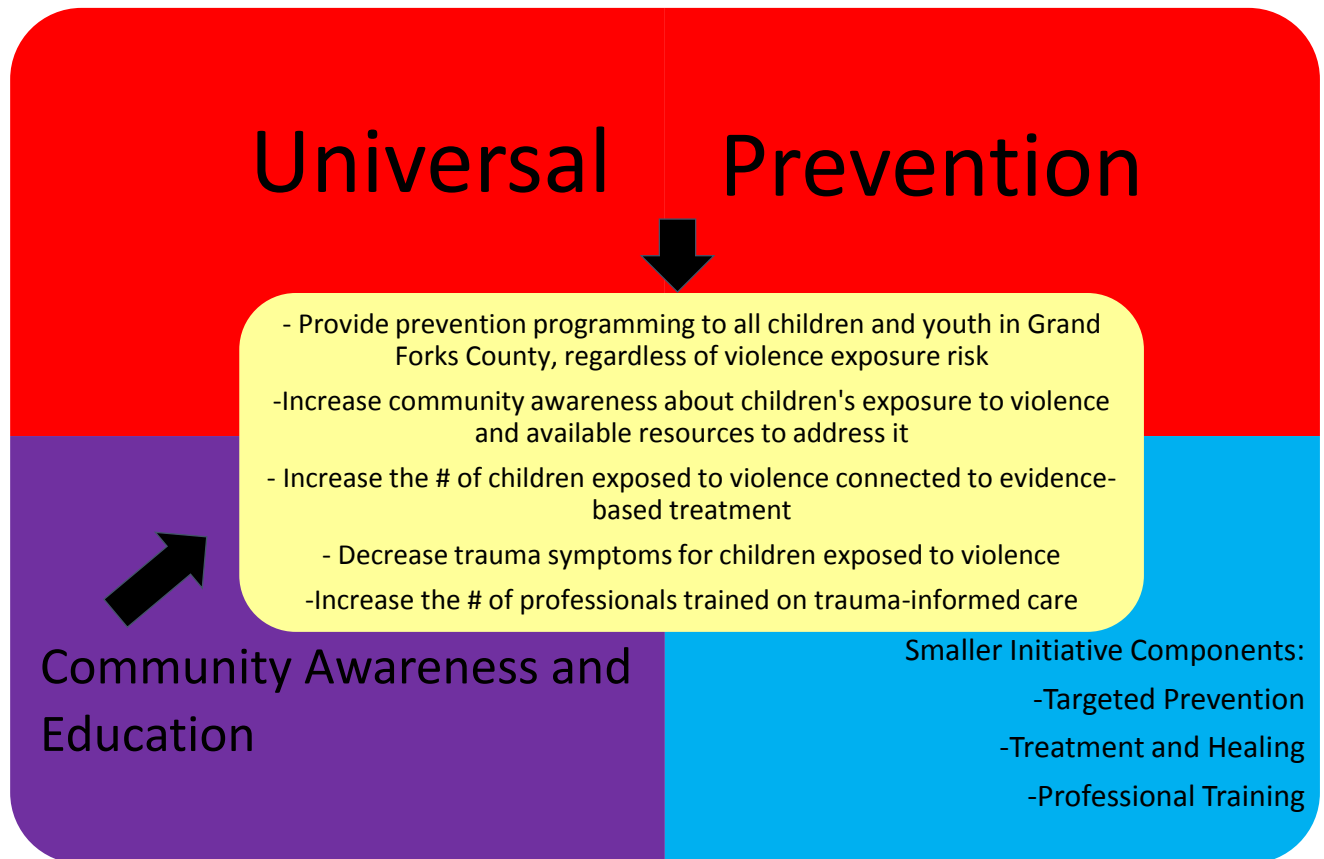 Universal Prevention
- Provide prevention programming to all children and youth in Grand
Forks County, regardless of violence exposure risk
-Increase community awareness about children's exposure to violence
and available resources to address it
- Increase the # of children exposed to violence connected to evidence-
based treatment
- Decrease trauma symptoms for children exposed to violence
-Increase the # of professionals trained on trauma-informed care
Community Awareness and
Education
Smaller Initiative Components:
-Targeted Prevention
-Treatment and Healing
-Professional Training